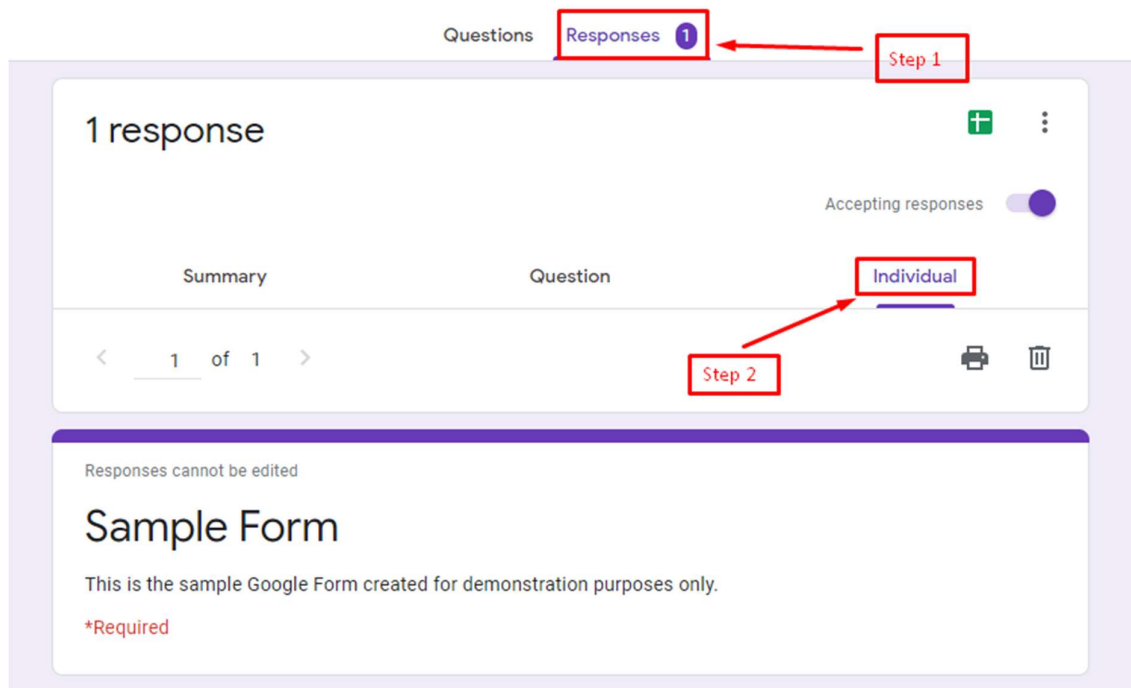 Questions Responses 1
Step 1
1 response
Accepting responses
Summary Question Individual
1 of 1
Step 2
Responses cannot be edited
Sample Form
This is the sample Google Form created for demonstration purposes only.
*Required